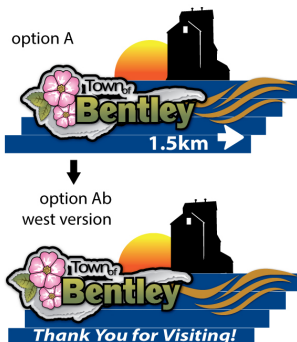 option A
Town of
Bentley
1.5km
option Ab
west version
Town of
Bentley
Thank You for Visiting!